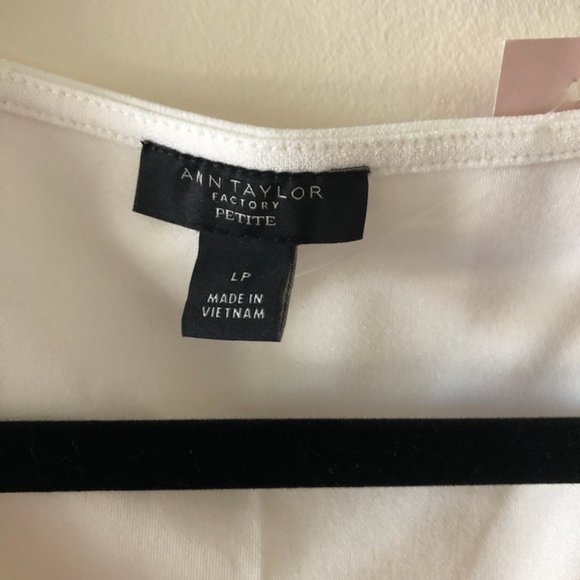 ANN TAYLOR
FACTORY
PETITE
LP
MADE IN
VIETNAM